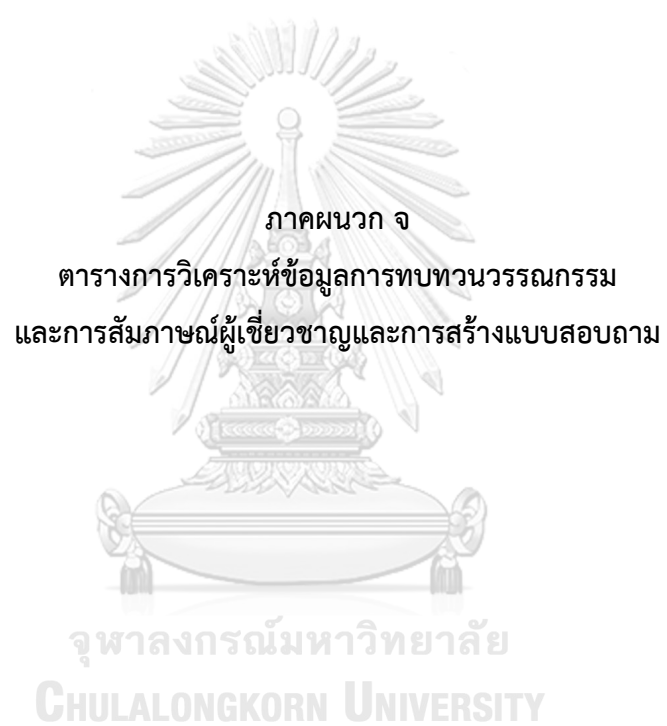 ภาคผนวก จ
ตารางการวิเคราะห์ข้อมูลการทบทวนวรรณกรรม
และการสัมภาษณ์ผู้เชี่ยวชาญและการสร้างแบบสอบถาม
จุฬาลงกรณ์มหาวิทยาลัย
CHULALONGKORN UNIVERSITY